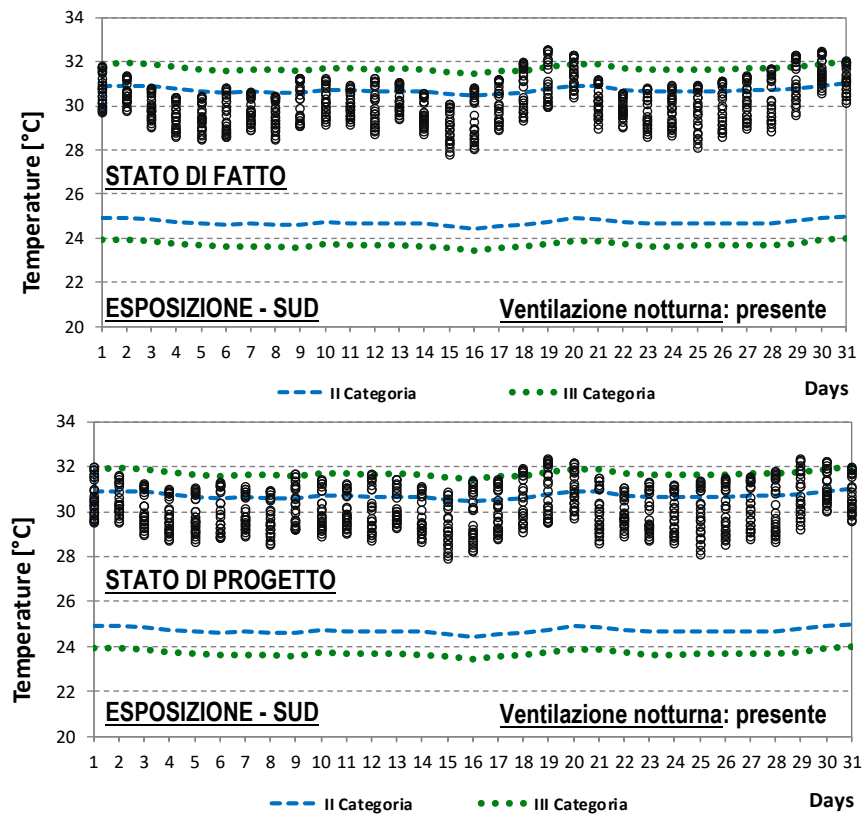 34
32
30
28
26
24
22
20
Temperature [°C]
STATO DI FATTO
ESPOSIZIONE - SUD
Ventilazione notturna: presente
1 2 3 4 5 6 7 8 9 10 11 12 13 14 15 16 17 18 19 20 21 22 23 24 25 26 27 28 29 30 31
II Categoria
III Categoria
Days
34
32
30
28
26
24
22
20
Temperature [°C]
STATO DI PROGETTO
ESPOSIZIONE - SUD
Ventilazione notturna: presente
1 2 3 4 5 6 7 8 9 10 11 12 13 14 15 16 17 18 19 20 21 22 23 24 25 26 27 28 29 30 31
Days
II Categoria
III Categoria